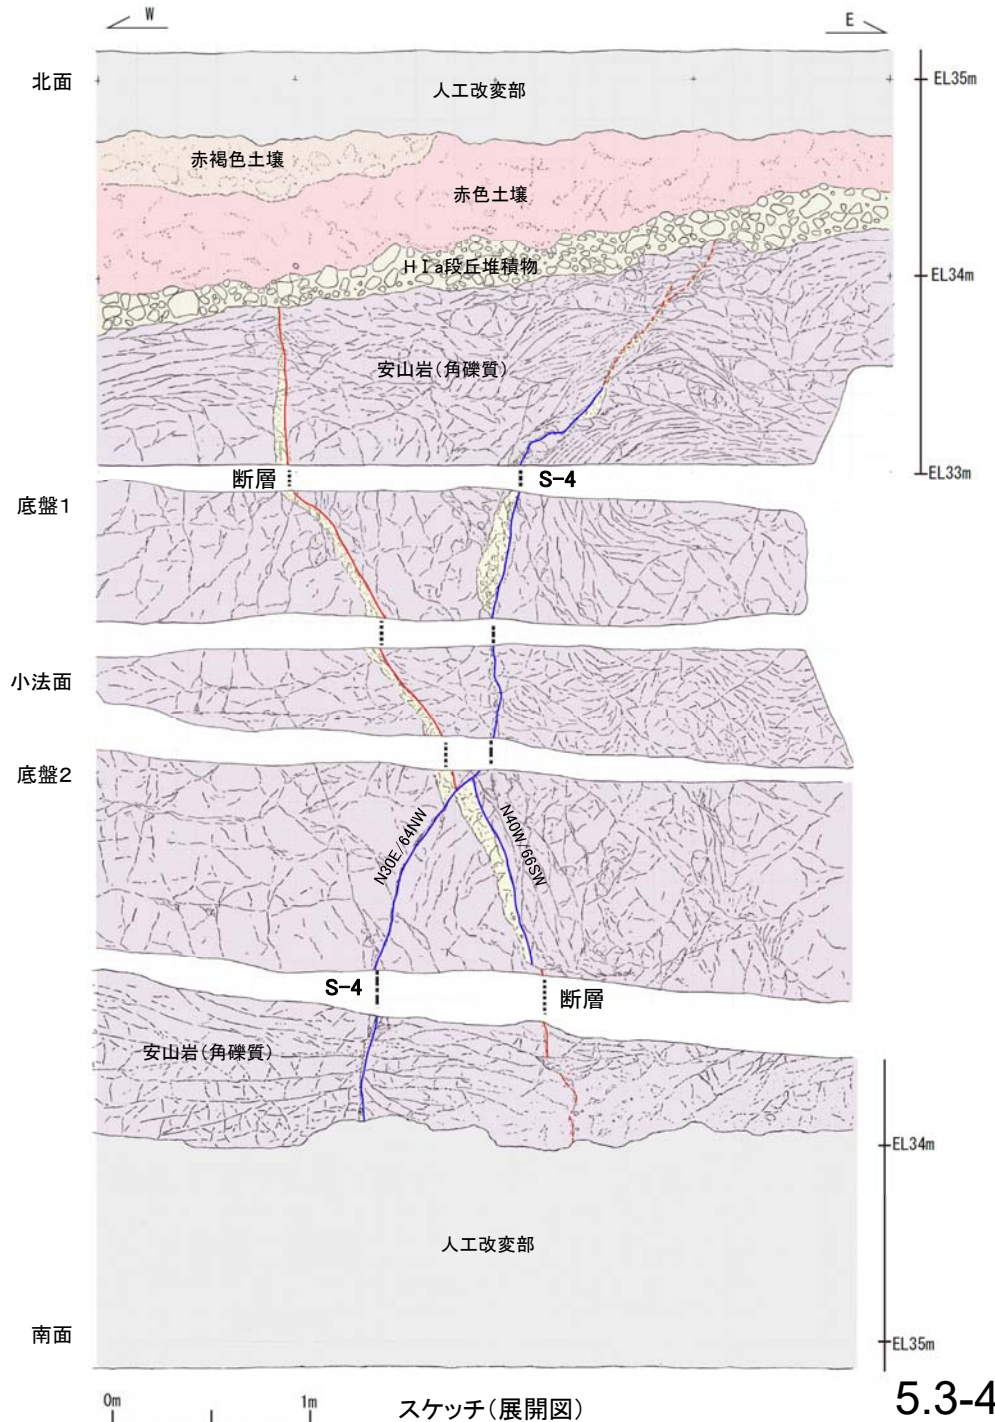 W
E
北面
EL35m
人工改変部
赤褐色土壌
赤色土壌
HⅠa段丘堆積物
EL34m
安山岩(角礫質)
EL33m
断層
S-4
底盤1
小法面
底盤2
N30E/64NW
N40W/66SW
S-4
断層
安山岩(角礫質)
EL34m
人工改変部
南面
EL35m
0m
1m
スケッチ(展開図)
5.3-4